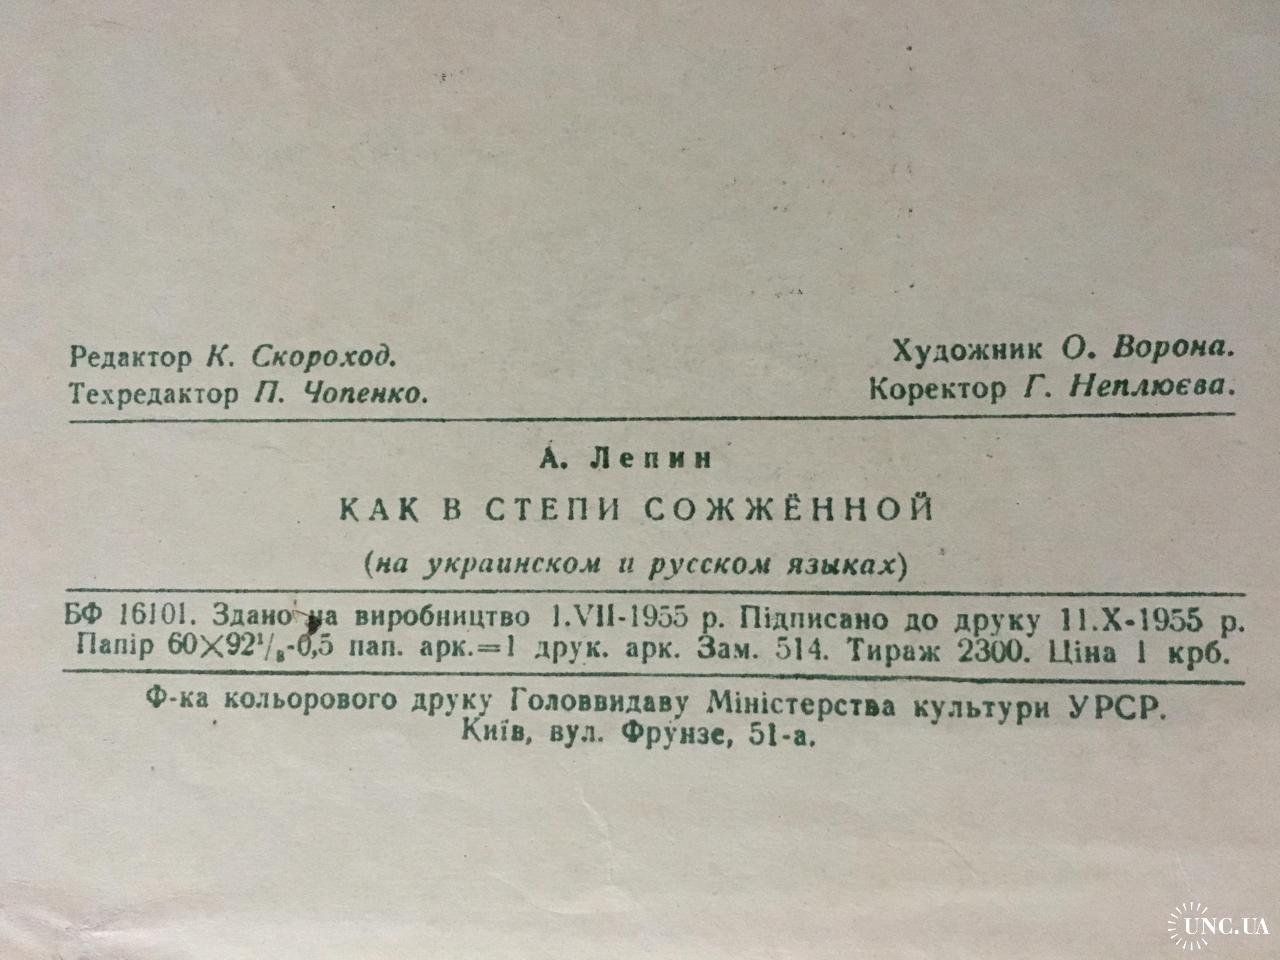 Редактор К. Скороход.
Художник О. Ворона.
Техредактор П. Чопенко.
Коректор Г. Неплюєва.
А. Лепин
КАК В СТЕПИ СОЖЖЁННОЙ
(на украинском и русском языках)
БФ 16101. Здано на виробництво 1.VII-1955 р. Підписано до друку 11.X-1955 р.
Папір 60×92¹/₈-0,5 пап. арк.=1 друк. арк. Зам. 514. Тираж 2300. Ціна 1 крб.
Ф-ка кольорового друку Головвидаву Міністерства культури УРСР.
Київ, вул. Фрунзе, 51-а.
UNC.UA